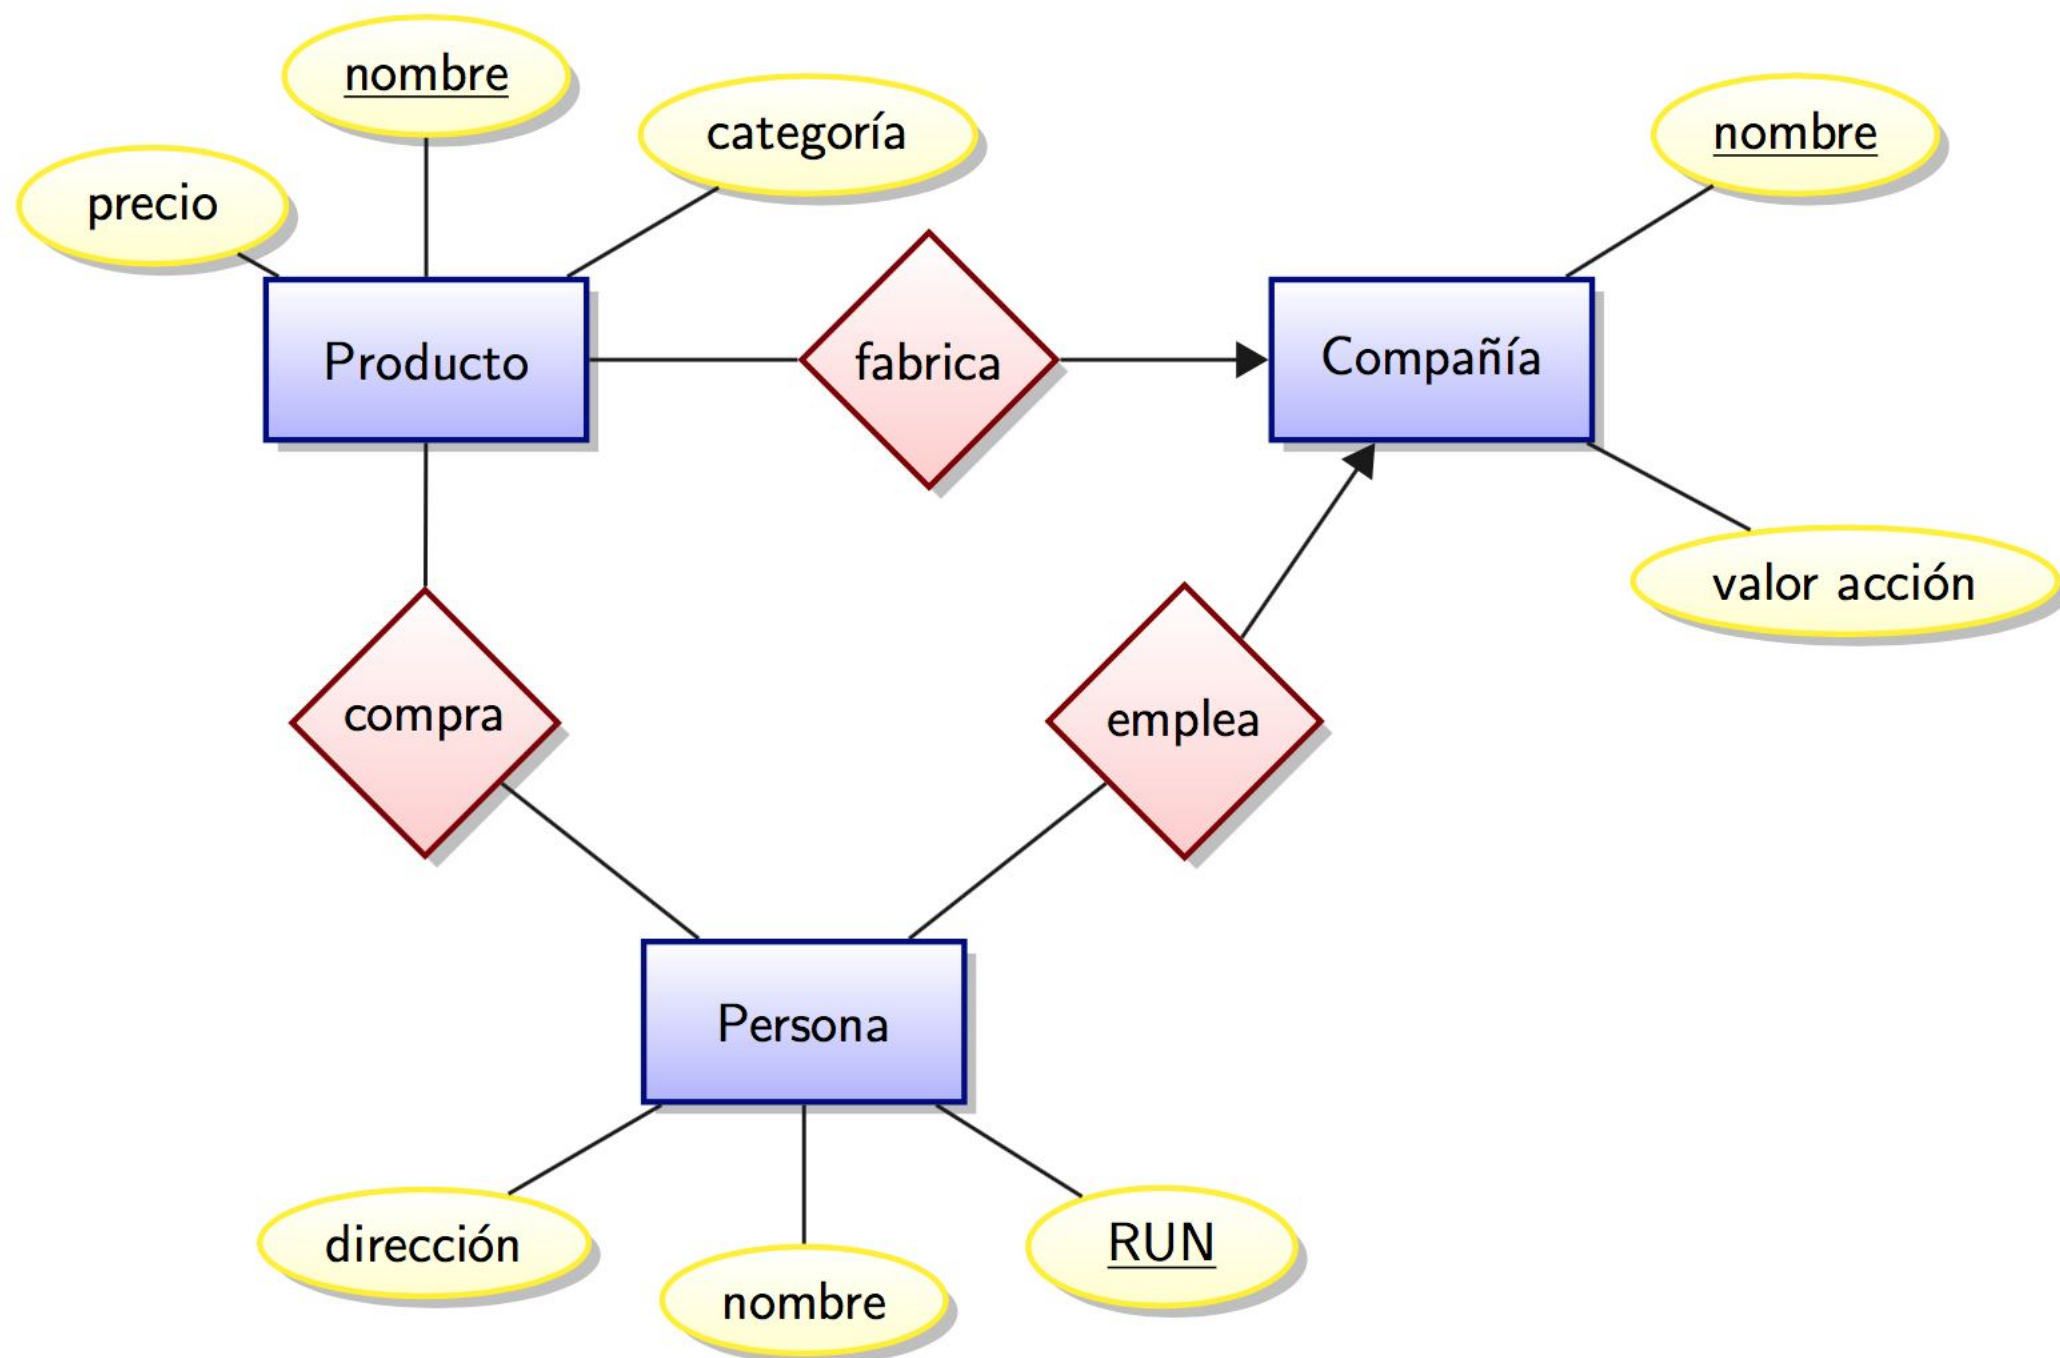 nombre
categoría
nombre
precio
Producto
fabrica
Compañía
valor acción
compra
emplea
Persona
dirección
nombre
RUN